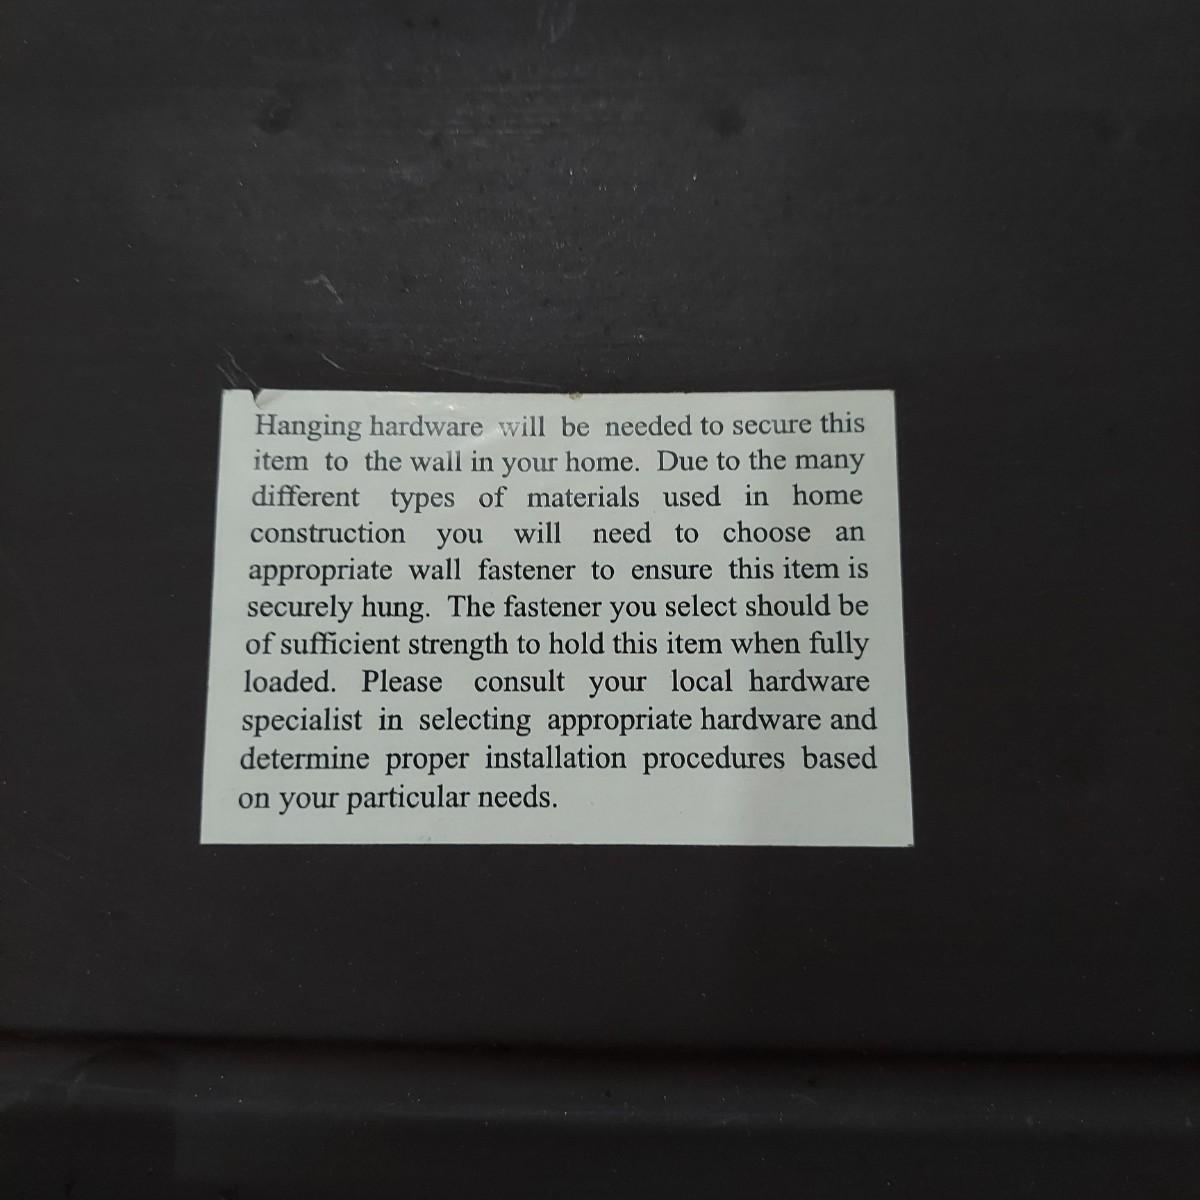 Hanging hardware will be needed to secure this
item to the wall in your home. Due to the many
different types of materials used in home
construction you will need to choose an
appropriate wall fastener to ensure this item is
securely hung. The fastener you select should be
of sufficient strength to hold this item when fully
loaded. Please consult your local hardware
specialist in selecting appropriate hardware and
determine proper installation procedures based
on your particular needs.